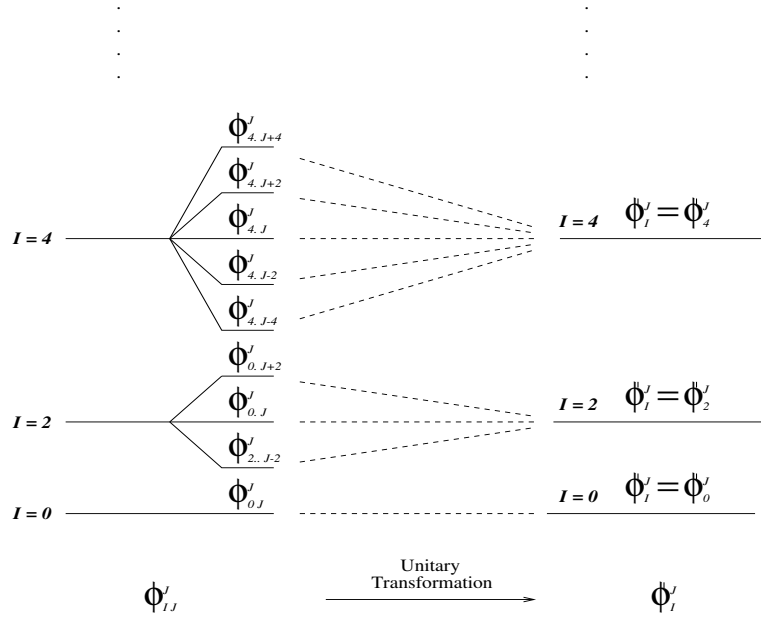 ϕ^J_{4. J+4}
ϕ^J_{4. J+2}
I = 4 ϕ^J_{4. J} I = 4 ϕ^J_I = ϕ^J_4
ϕ^J_{4. J-2}
ϕ^J_{4. J-4}
ϕ^J_{0. J+2}
I = 2 ϕ^J_{0. J} I = 2 ϕ^J_I = ϕ^J_2
ϕ^J_{2.. J-2}
I = 0 ϕ^J_{0 J} I = 0 ϕ^J_I = ϕ^J_0
Unitary
Transformation
ϕ^J_{I J} ϕ^J_I